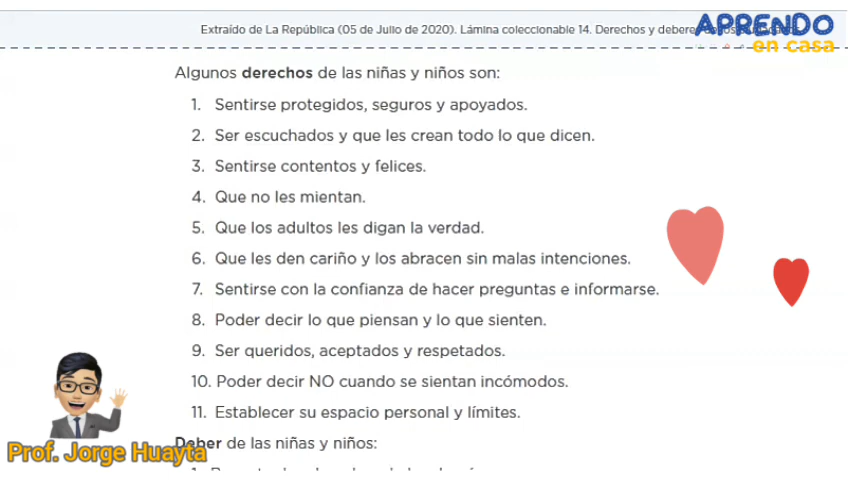 Extraído de La República (05 de Julio de 2020). Lámina coleccionable 14. Derechos y
APRENDO
en casa
Algunos derechos de las niñas y niños son:
1. Sentirse protegidos, seguros y apoyados.
2. Ser escuchados y que les crean todo lo que dicen.
3. Sentirse contentos y felices.
4. Que no les mientan.
5. Que los adultos les digan la verdad.
6. Que les den cariño y los abracen sin malas intenciones.
7. Sentirse con la confianza de hacer preguntas e informarse.
8. Poder decir lo que piensan y lo que sienten.
9. Ser queridos, aceptados y respetados.
10. Poder decir NO cuando se sientan incómodos.
11. Establecer su espacio personal y límites.
Deber de las niñas y niños:
Prof. Jorge Huayta